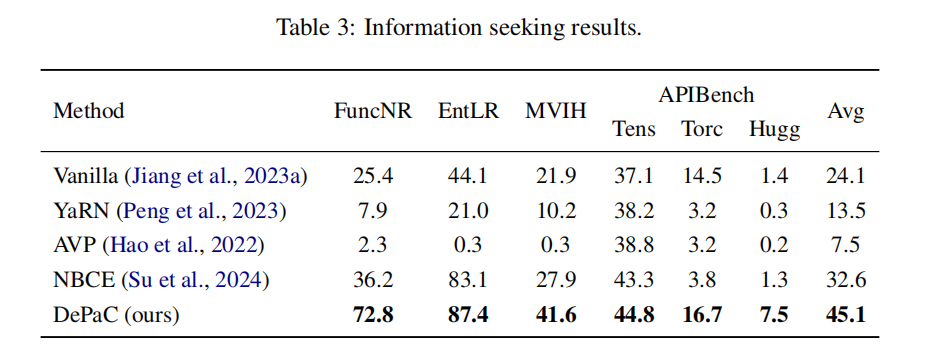 Table 3: Information seeking results.
Method FuncNR EntLR MVIH APIBench Avg
Tens Torc Hugg
Vanilla (Jiang et al., 2023a) 25.4 44.1 21.9 37.1 14.5 1.4 24.1
YaRN (Peng et al., 2023) 7.9 21.0 10.2 38.2 3.2 0.3 13.5
AVP (Hao et al., 2022) 2.3 0.3 0.3 38.8 3.2 0.2 7.5
NBCE (Su et al., 2024) 36.2 83.1 27.9 43.3 3.8 1.3 32.6
DePaC (ours) 72.8 87.4 41.6 44.8 16.7 7.5 45.1